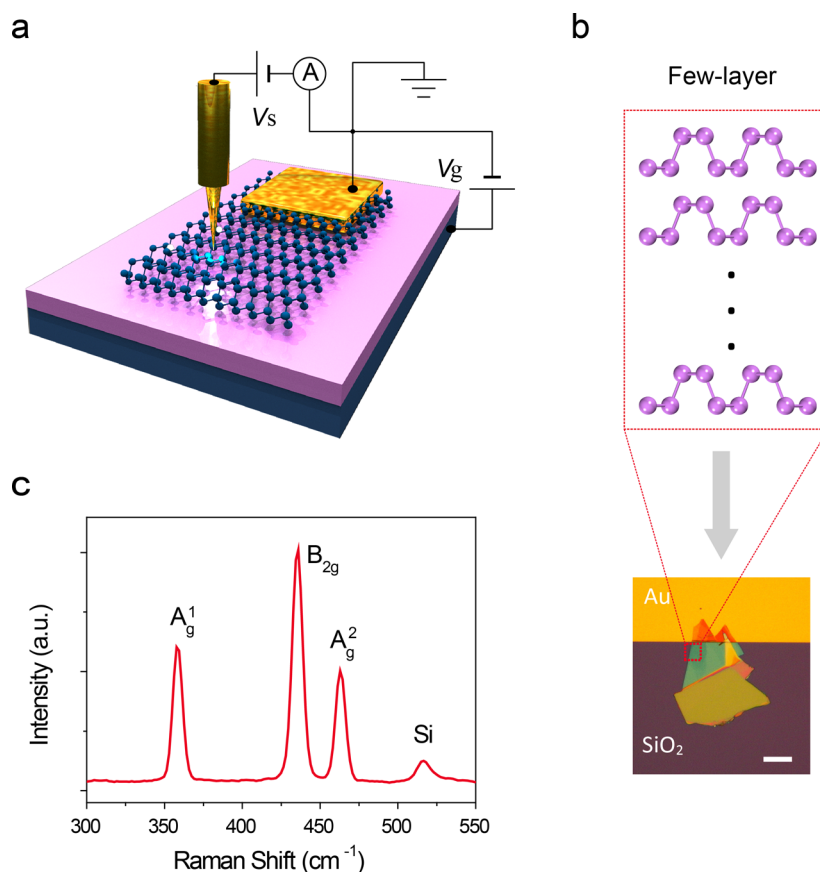 a
A
Vs
Vg
b
Few-layer
Au
SiO₂
c
B₂g
A¹g
A²g
Si
Intensity (a.u.)
300 350 400 450 500 550
Raman Shift (cm⁻¹)